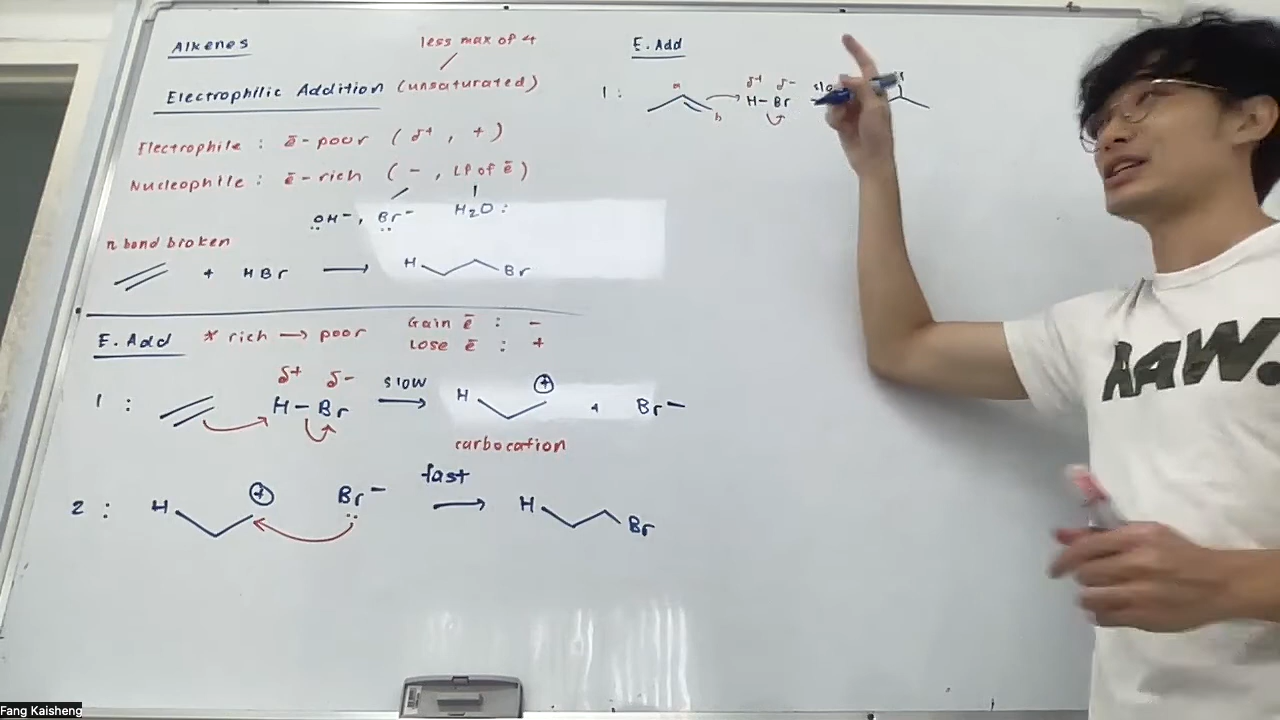 Alkenes
less max of 4
Electrophilic Addition (unsaturated)
Electrophile : ē-poor ( δ+ , + )
Nucleophile : ē-rich ( - , LP of ē )
OH⁻ , Br⁻ H₂O :
π bond broken
+ HBr ⟶ H Br
E. Add * rich ⟶ poor
Gain ē : -
Lose ē : +
δ+ δ-
1 : H - Br slow ⟶ H ⊕ + Br⁻
carbocation
2 : H ⊕ Br⁻ fast ⟶ H Br
E. Add
δ+ δ-
1 : a b H - Br
RAW.
Fang Kaisheng